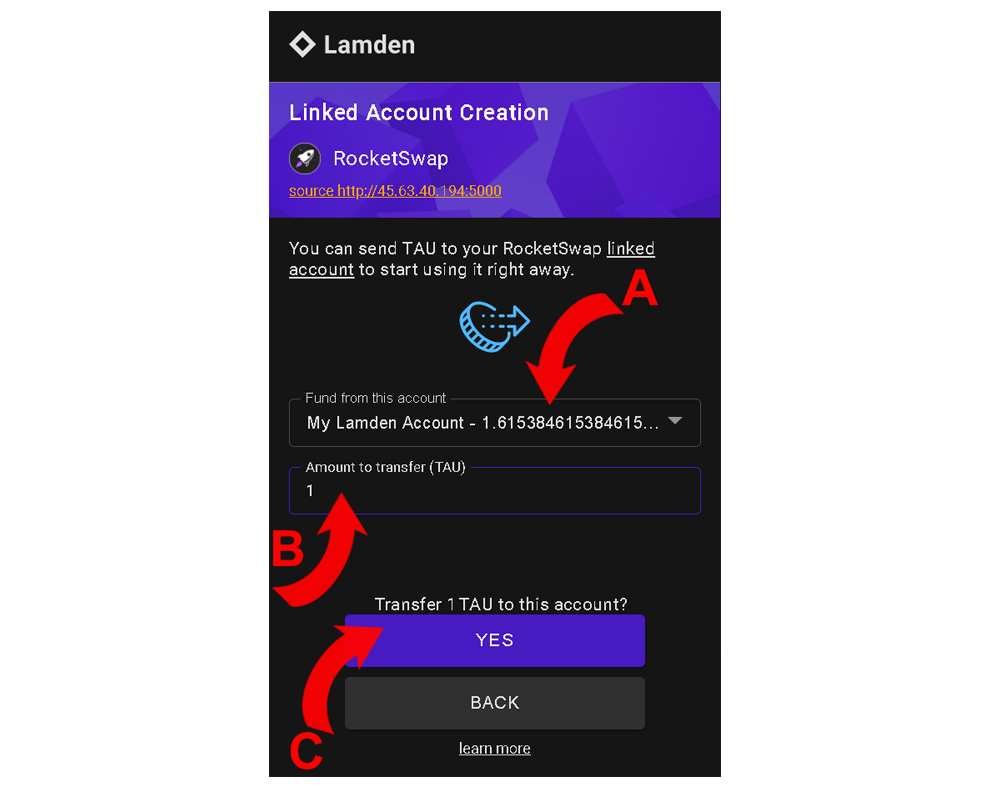 Lamden
Linked Account Creation
RocketSwap
source http://45.63.40.194:5000
You can send TAU to your RocketSwap linked
account to start using it right away.
A
Fund from this account
My Lamden Account - 1.615384615384615...
Amount to transfer (TAU)
1
B
Transfer 1 TAU to this account?
YES
BACK
C
learn more